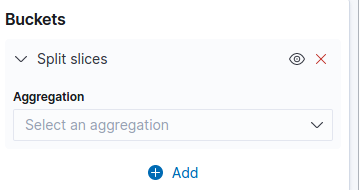 Buckets
Split slices
Aggregation
Select an aggregation
Add